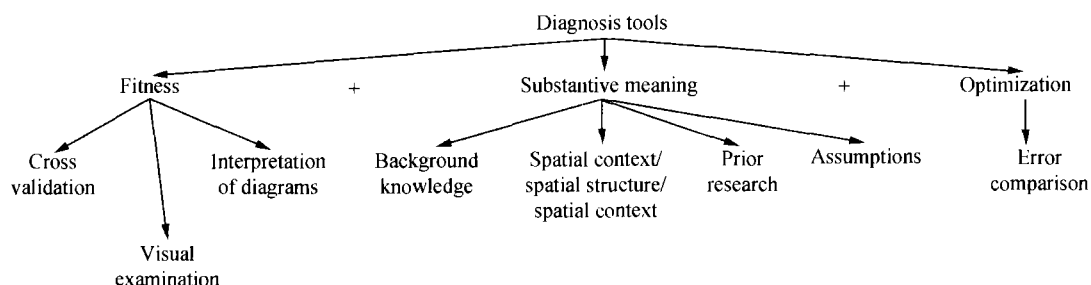 Diagnosis tools
Fitness + Substantive meaning + Optimization
Cross
validation
Interpretation
of diagrams
Background
knowledge
Spatial context/
spatial structure/
spatial context
Prior
research
Assumptions
Error
comparison
Visual
examination